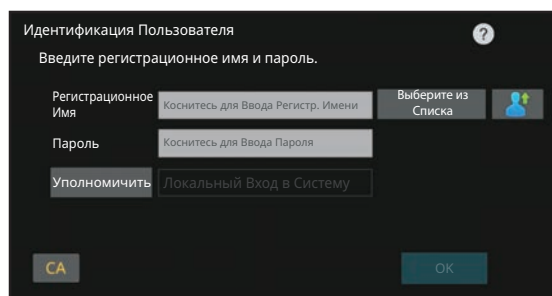 Идентификация Пользователя
?
Введите регистрационное имя и пароль.
Регистрационное
Имя
Коснитесь для Ввода Регистр. Имени
Выберите из
Списка
Пароль
Коснитесь для Ввода Пароля
Уполномичить
Локальный Вход в Систему
CA
OK